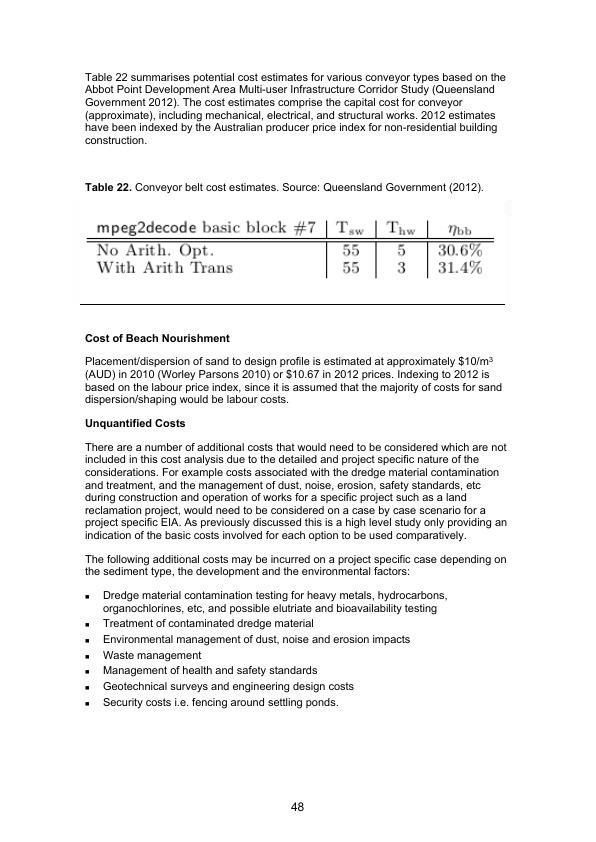 Table 22 summarises potential cost estimates for various conveyor types based on the
Abbot Point Development Area Multi-user Infrastructure Corridor Study (Queensland
Government 2012). The cost estimates comprise the capital cost for conveyor
(approximate), including mechanical, electrical, and structural works. 2012 estimates
have been indexed by the Australian producer price index for non-residential building
construction.
Table 22. Conveyor belt cost estimates. Source: Queensland Government (2012).
mpeg2decode basic block #7 | Tsw | Thw | ηbb
No Arith. Opt. | 55 | 5 | 30.6%
With Arith Trans | 55 | 3 | 31.4%
Cost of Beach Nourishment
Placement/dispersion of sand to design profile is estimated at approximately $10/m³
(AUD) in 2010 (Worley Parsons 2010) or $10.67 in 2012 prices. Indexing to 2012 is
based on the labour price index, since it is assumed that the majority of costs for sand
dispersion/shaping would be labour costs.
Unquantified Costs
There are a number of additional costs that would need to be considered which are not
included in this cost analysis due to the detailed and project specific nature of the
considerations. For example costs associated with the dredge material contamination
and treatment, and the management of dust, noise, erosion, safety standards, etc
during construction and operation of works for a specific project such as a land
reclamation project, would need to be considered on a case by case scenario for a
project specific EIA. As previously discussed this is a high level study only providing an
indication of the basic costs involved for each option to be used comparatively.
The following additional costs may be incurred on a project specific case depending on
the sediment type, the development and the environmental factors:
▪ Dredge material contamination testing for heavy metals, hydrocarbons,
organochlorines, etc, and possible elutriate and bioavailability testing
▪ Treatment of contaminated dredge material
▪ Environmental management of dust, noise and erosion impacts
▪ Waste management
▪ Management of health and safety standards
▪ Geotechnical surveys and engineering design costs
▪ Security costs i.e. fencing around settling ponds.
48